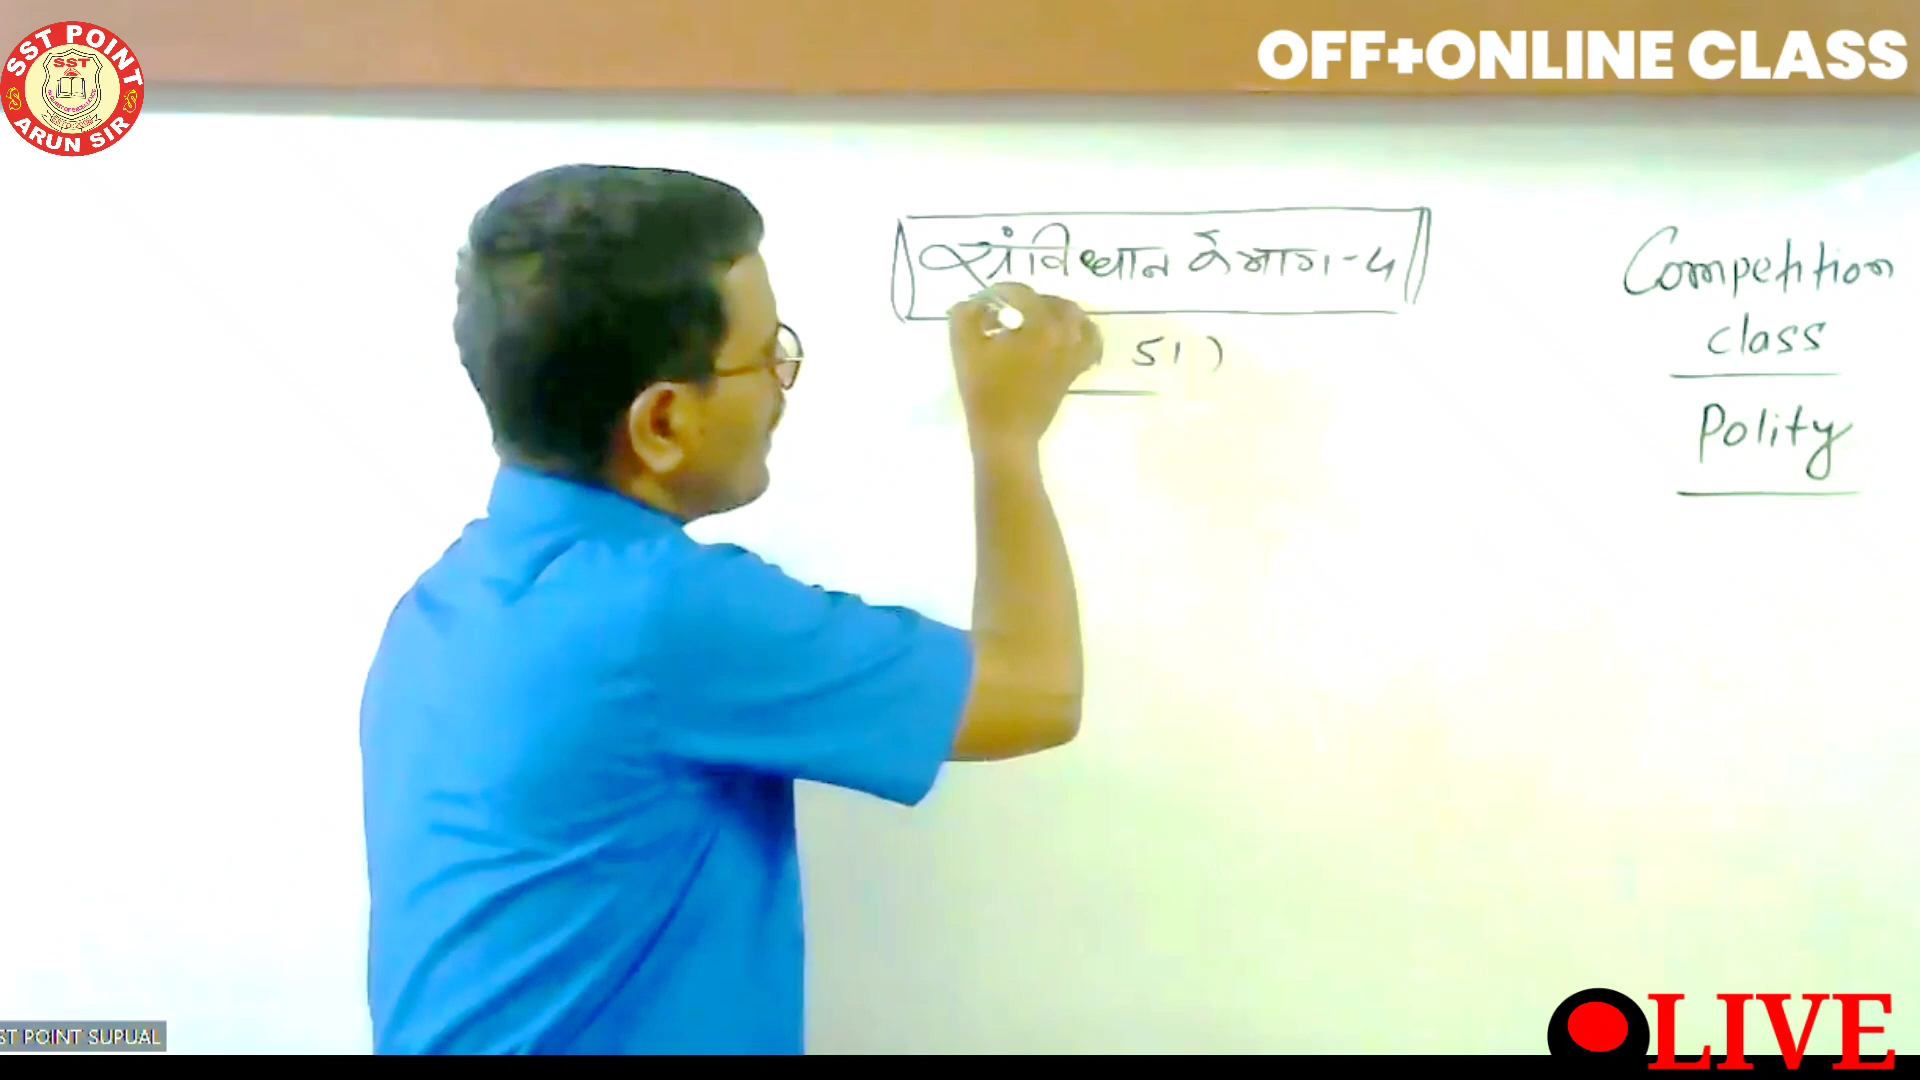 SST POINT
SST
ARUN SIR
OFF+ONLINE CLASS
संविधान के भाग-4
51)
Competition
class
Polity
ST POINT SUPUAL
LIVE